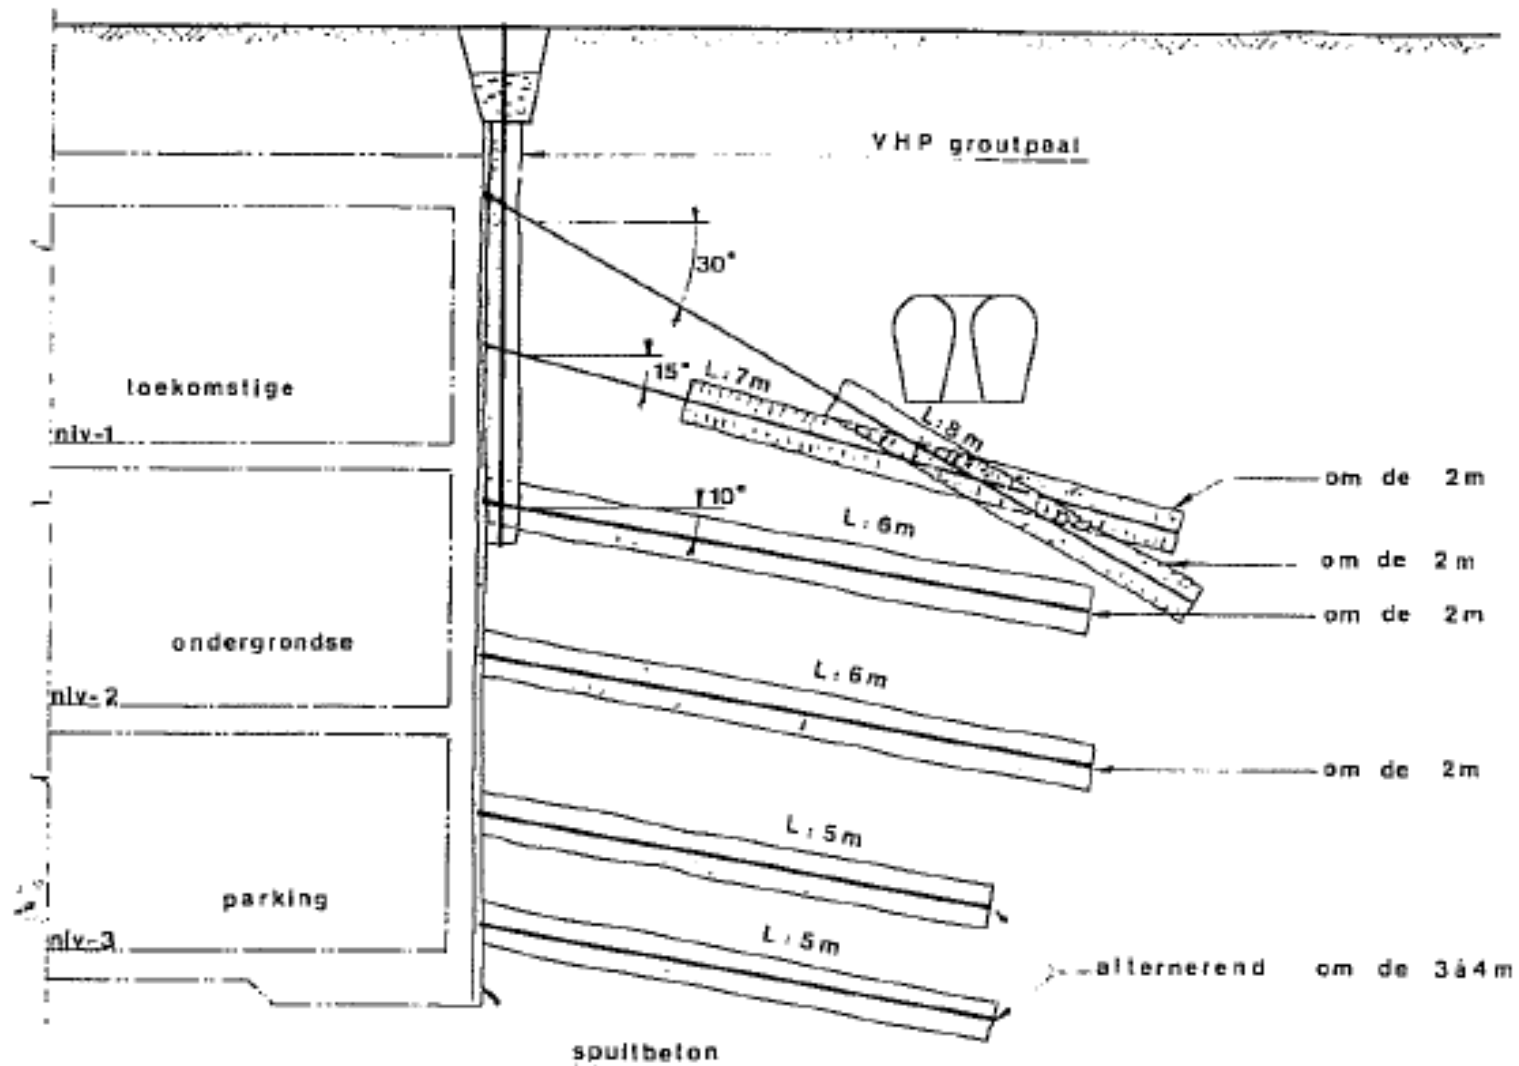 VHP groutpaal
30°
15°
L:7m
toekomstige
L:8m
niv-1
om de 2m
10°
L:6m
om de 2m
om de 2m
ondergrondse
L:6m
niv-2
om de 2m
L:5m
parking
niv-3
L:5m
alternerend om de 3à4m
spuitbeton